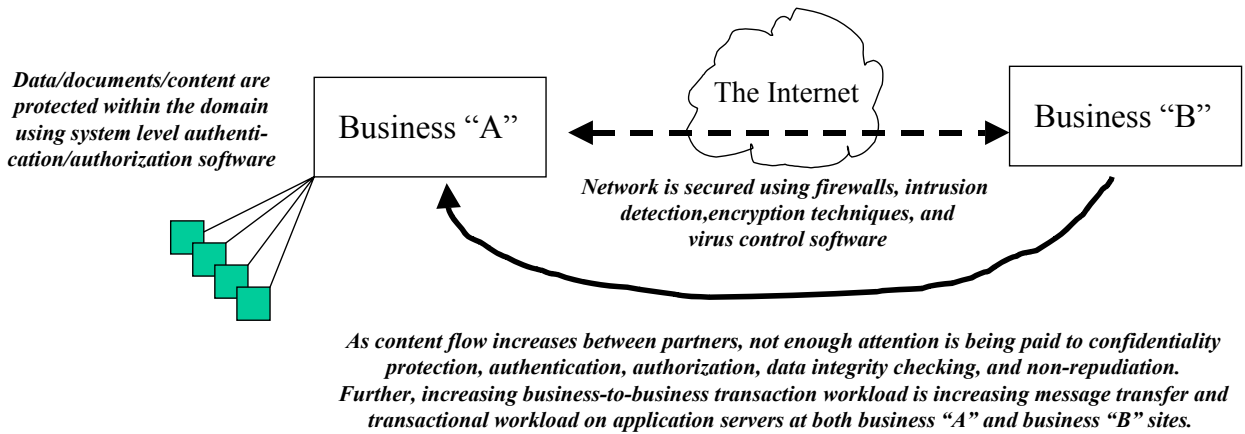 Data/documents/content are
protected within the domain
using system level authenti-
cation/authorization software
Business “A”
The Internet
Business “B”
Network is secured using firewalls, intrusion
detection,encryption techniques, and
virus control software
As content flow increases between partners, not enough attention is being paid to confidentiality
protection, authentication, authorization, data integrity checking, and non-repudiation.
Further, increasing business-to-business transaction workload is increasing message transfer and
transactional workload on application servers at both business “A” and business “B” sites.